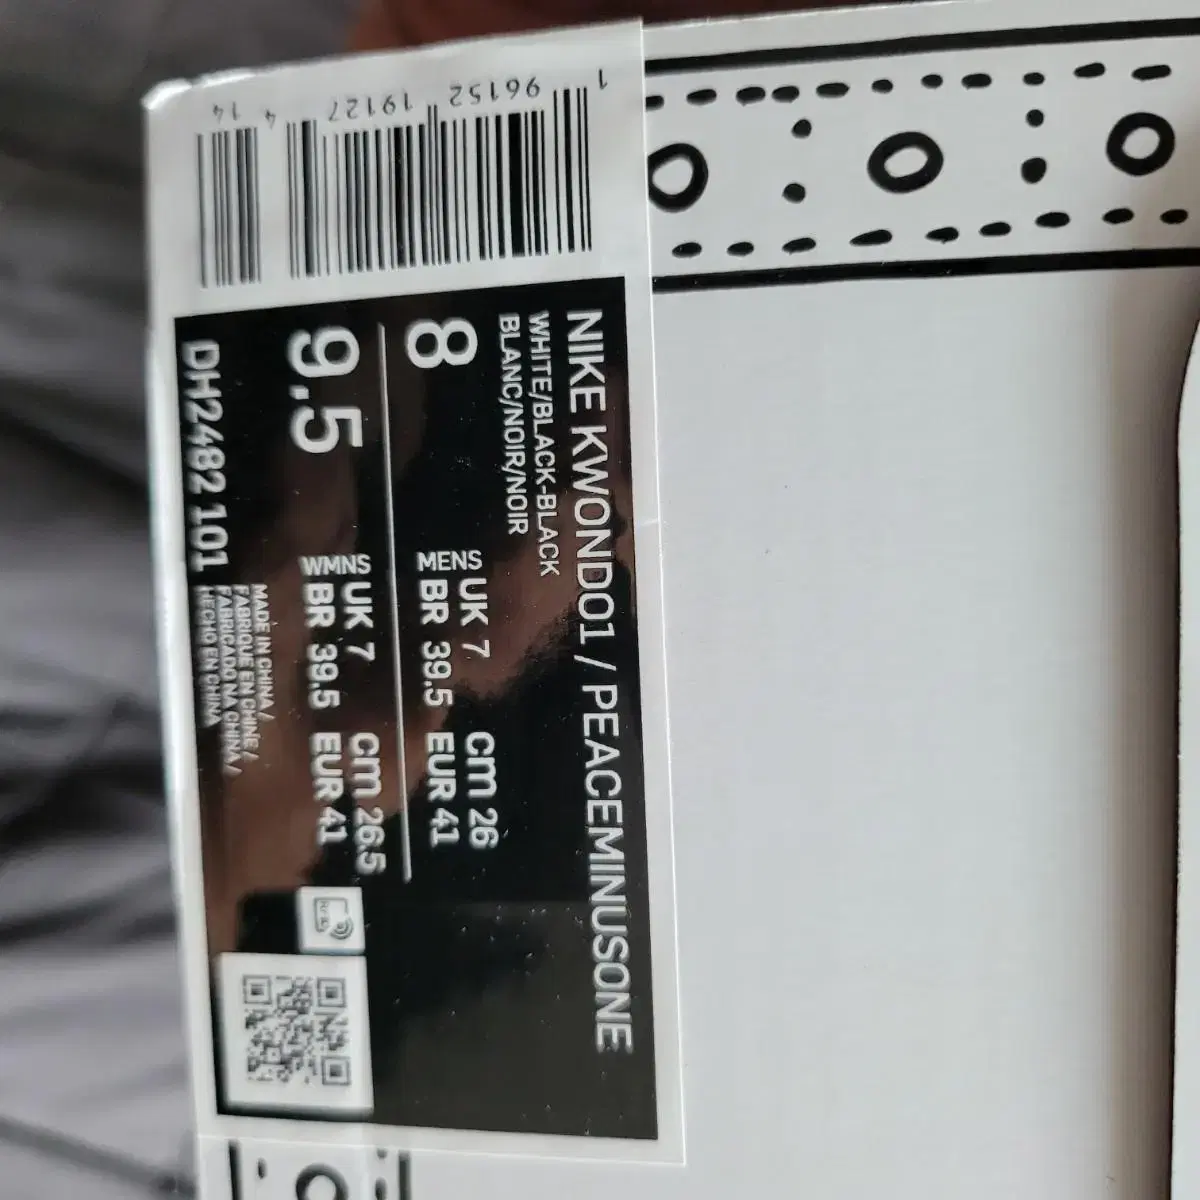 NIKE KWONDO1 / PEACEMINUSONE
WHITE/BLACK-BLACK
BLANC/NOIR/NOIR
8
MENS
UK 7
BR 39.5
cm 26
EUR 41
9.5
WMNS
UK 7
BR 39.5
cm 26.5
EUR 41
DH2482 101
MADE IN CHINA /
FABRIQUE EN CHINE /
FABRICADO NA CHINA /
HECHO EN CHINA
1 96152 19127 4 14